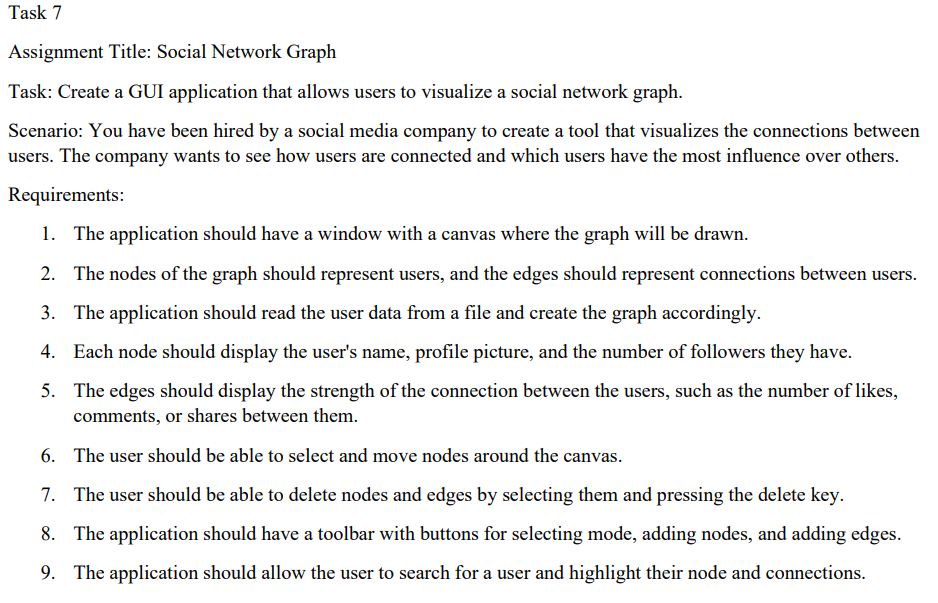 Task 7
Assignment Title: Social Network Graph
Task: Create a GUI application that allows users to visualize a social network graph.
Scenario: You have been hired by a social media company to create a tool that visualizes the connections between
users. The company wants to see how users are connected and which users have the most influence over others.
Requirements:
1. The application should have a window with a canvas where the graph will be drawn.
2. The nodes of the graph should represent users, and the edges should represent connections between users.
3. The application should read the user data from a file and create the graph accordingly.
4. Each node should display the user's name, profile picture, and the number of followers they have.
5. The edges should display the strength of the connection between the users, such as the number of likes,
comments, or shares between them.
6. The user should be able to select and move nodes around the canvas.
7. The user should be able to delete nodes and edges by selecting them and pressing the delete key.
8. The application should have a toolbar with buttons for selecting mode, adding nodes, and adding edges.
9. The application should allow the user to search for a user and highlight their node and connections.